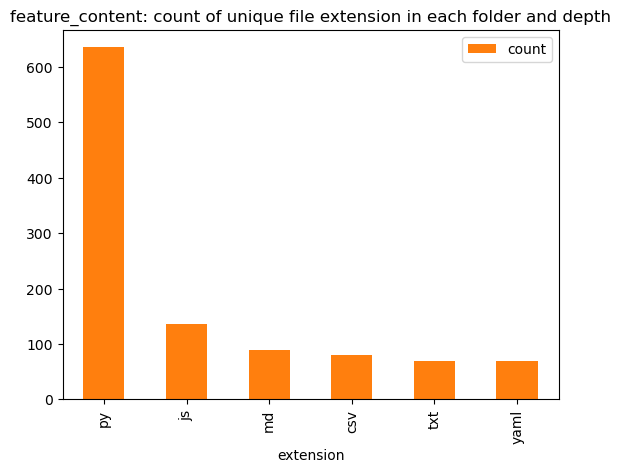 feature_content: count of unique file extension in each folder and depth
count
600
500
400
300
200
100
0
py
js
md
csv
txt
yaml
extension